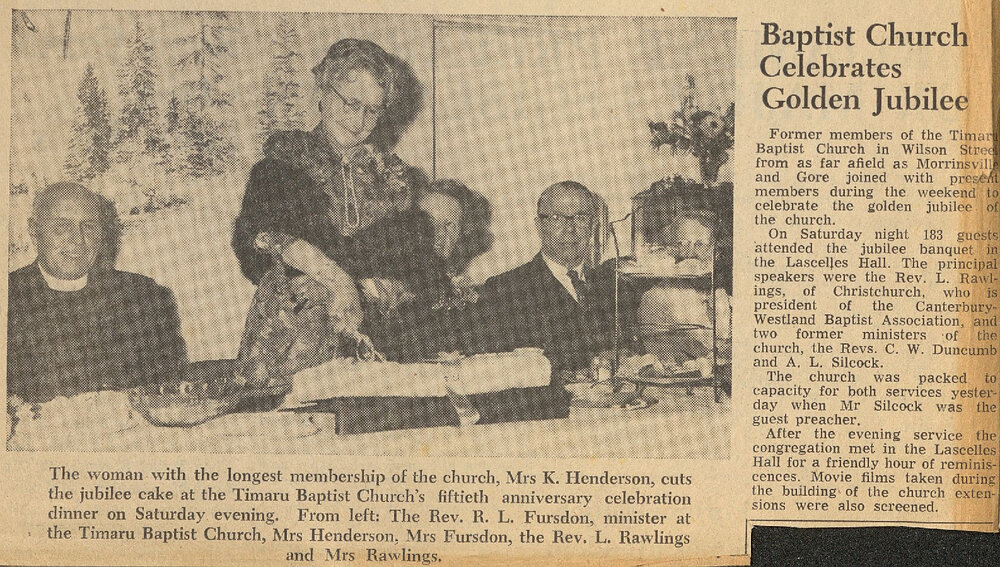 Baptist Church
Celebrates
Golden Jubilee
Former members of the Timaru
Baptist Church in Wilson Street
from as far afield as Morrinsville
and Gore joined with present
members during the weekend to
celebrate the golden jubilee of
the church.
On Saturday night 183 guests
attended the jubilee banquet in
the Lascelles Hall. The principal
speakers were the Rev. L. Rawl-
ings, of Christchurch, who is
president of the Canterbury-
Westland Baptist Association, and
two former ministers of the
church, the Revs. C. W. Duncumb
and A. L. Silcock.
The church was packed to
capacity for both services yester-
day when Mr Silcock was the
guest preacher.
After the evening service the
congregation met in the Lascelles
Hall for a friendly hour of reminis-
cences. Movie films taken during
the building of the church exten-
sions were also screened.
The woman with the longest membership of the church, Mrs K. Henderson, cuts
the jubilee cake at the Timaru Baptist Church's fiftieth anniversary celebration
dinner on Saturday evening. From left: The Rev. R. L. Fursdon, minister at
the Timaru Baptist Church, Mrs Henderson, Mrs Fursdon, the Rev. L. Rawlings
and Mrs Rawlings.